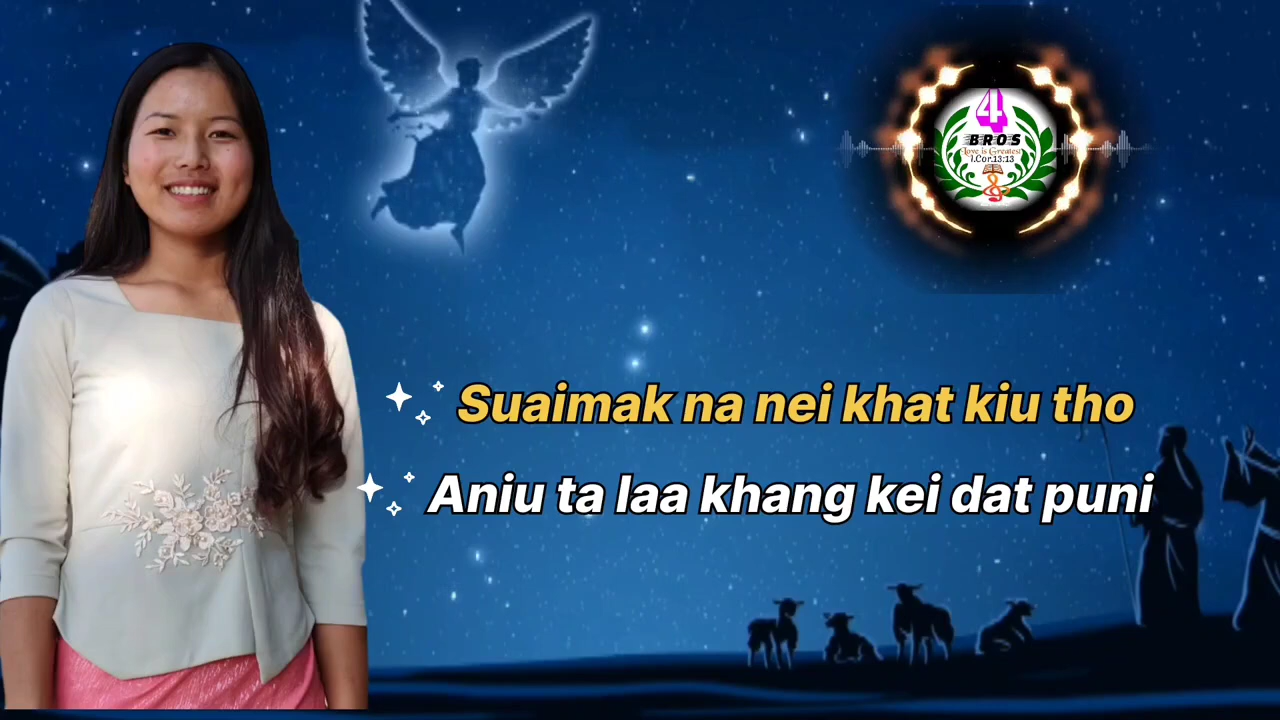 4
BROS
Love is Greatest
1.Cor.13:13
Suaimak na nei khat kiu tho
Aniu ta laa khang kei dat puni